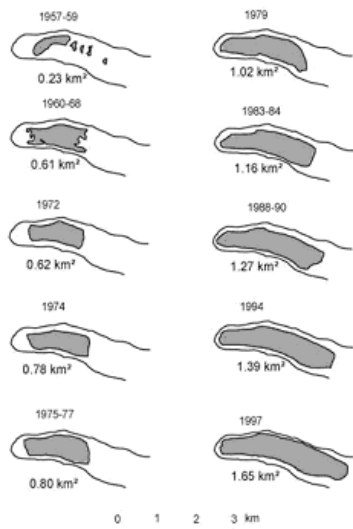 1957-59
0.23 km²
1960-68
0.61 km²
1972
0.62 km²
1974
0.78 km²
1975-77
0.80 km²
1979
1.02 km²
1983-84
1.16 km²
1988-90
1.27 km²
1994
1.39 km²
1997
1.65 km²
0 1 2 3 km